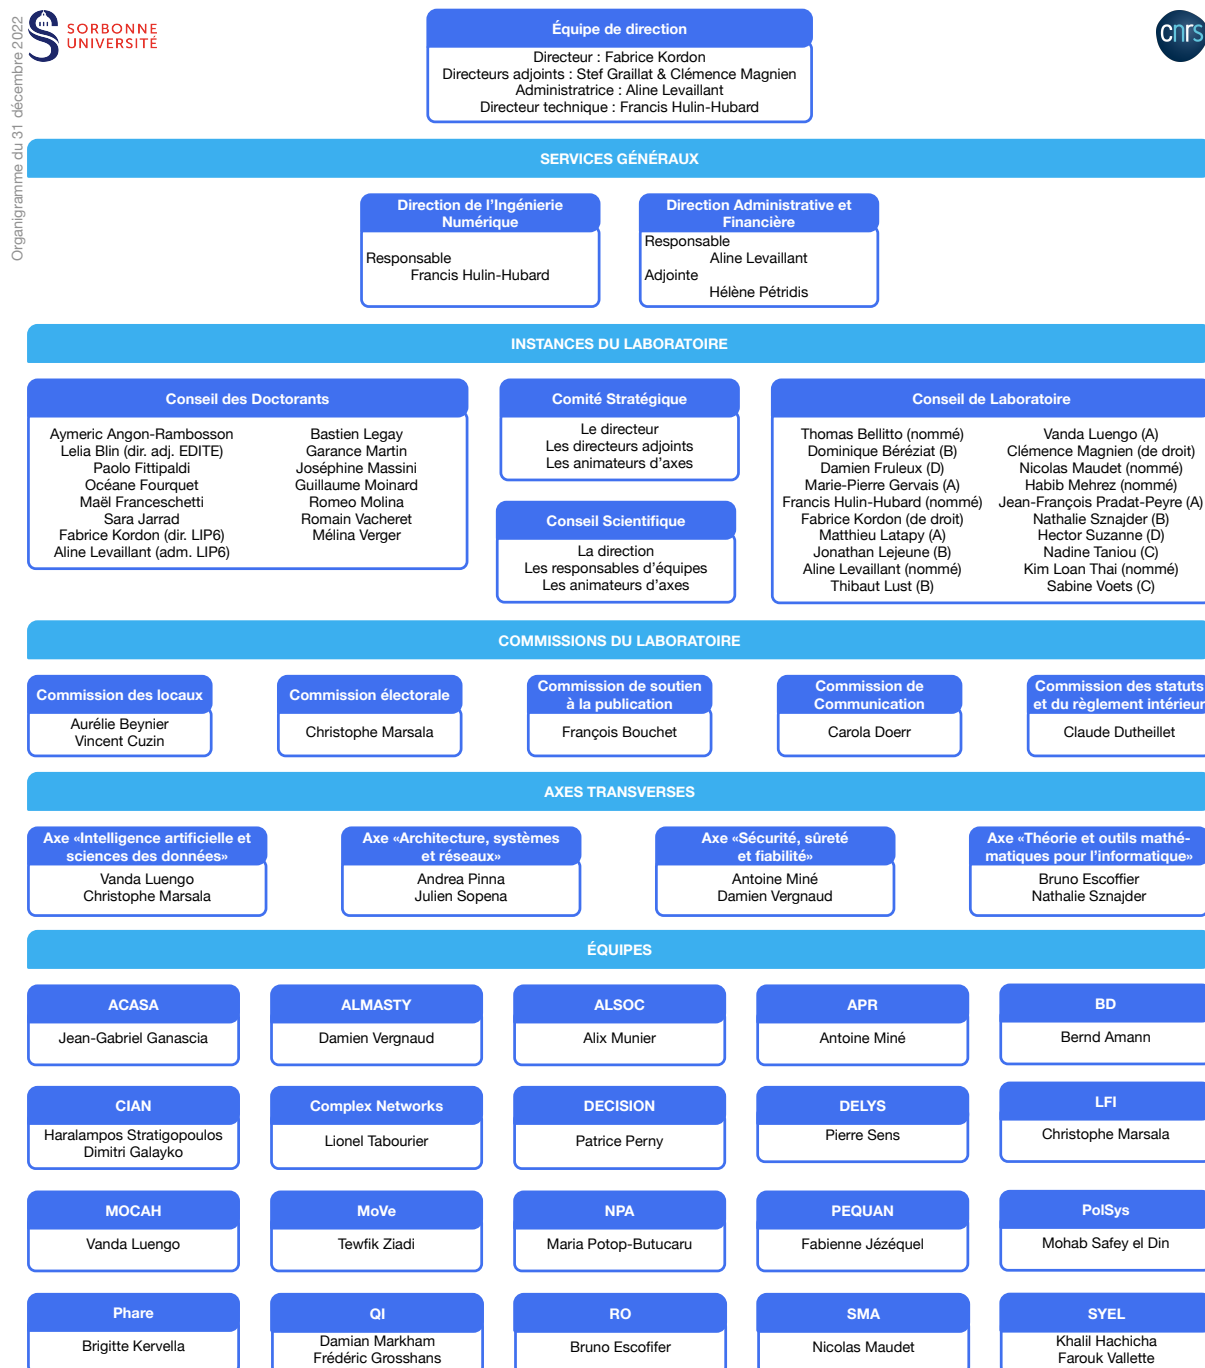 Organigramme du 31 décembre 2022
SORBONNE
UNIVERSITÉ
cnrs
Équipe de direction
Directeur : Fabrice Kordon
Directeurs adjoints : Stef Graillat & Clémence Magnien
Administratrice : Aline Levaillant
Directeur technique : Francis Hulin-Hubard
SERVICES GÉNÉRAUX
Direction de l'Ingénierie
Numérique
Responsable
Francis Hulin-Hubard
Direction Administrative et
Financière
Responsable
Aline Levaillant
Adjointe
Hélène Pétridis
INSTANCES DU LABORATOIRE
Conseil des Doctorants
Aymeric Angon-Rambosson
Lelia Blin (dir. adj. EDITE)
Paolo Fittipaldi
Océane Fourquet
Maël Franceschetti
Sara Jarrad
Fabrice Kordon (dir. LIP6)
Aline Levaillant (adm. LIP6)
Bastien Legay
Garance Martin
Joséphine Massini
Guillaume Moinard
Romeo Molina
Romain Vacheret
Mélina Verger
Comité Stratégique
Le directeur
Les directeurs adjoints
Les animateurs d'axes
Conseil Scientifique
La direction
Les responsables d'équipes
Les animateurs d'axes
Conseil de Laboratoire
Thomas Bellitto (nommé)
Dominique Béréziat (B)
Damien Fruleux (D)
Marie-Pierre Gervais (A)
Francis Hulin-Hubard (nommé)
Fabrice Kordon (de droit)
Matthieu Latapy (A)
Jonathan Lejeune (B)
Aline Levaillant (nommé)
Thibaut Lust (B)
Vanda Luengo (A)
Clémence Magnien (de droit)
Nicolas Maudet (nommé)
Habib Mehrez (nommé)
Jean-François Pradat-Peyre (A)
Nathalie Sznajder (B)
Hector Suzanne (D)
Nadine Taniou (C)
Kim Loan Thai (nommé)
Sabine Voets (C)
COMMISSIONS DU LABORATOIRE
Commission des locaux
Aurélie Beynier
Vincent Cuzin
Commission électorale
Christophe Marsala
Commission de soutien
à la publication
François Bouchet
Commission de
Communication
Carola Doerr
Commission des statuts
et du règlement intérieur
Claude Dutheillet
AXES TRANSVERSES
Axe «Intelligence artificielle et
sciences des données»
Vanda Luengo
Christophe Marsala
Axe «Architecture, systèmes
et réseaux»
Andrea Pinna
Julien Sopena
Axe «Sécurité, sûreté
et fiabilité»
Antoine Miné
Damien Vergnaud
Axe «Théorie et outils mathé-
matiques pour l'informatique»
Bruno Escoffier
Nathalie Sznajder
ÉQUIPES
ACASA
Jean-Gabriel Ganascia
ALMASTY
Damien Vergnaud
ALSOC
Alix Munier
APR
Antoine Miné
BD
Bernd Amann
CIAN
Haralampos Stratigopoulos
Dimitri Galayko
Complex Networks
Lionel Tabourier
DECISION
Patrice Perny
DELYS
Pierre Sens
LFI
Christophe Marsala
MOCAH
Vanda Luengo
MoVe
Tewfik Ziadi
NPA
Maria Potop-Butucaru
PEQUAN
Fabienne Jézéquel
PolSys
Mohab Safey el Din
Phare
Brigitte Kervella
QI
Damian Markham
Frédéric Grosshans
RO
Bruno Escofifer
SMA
Nicolas Maudet
SYEL
Khalil Hachicha
Farouk Vallette